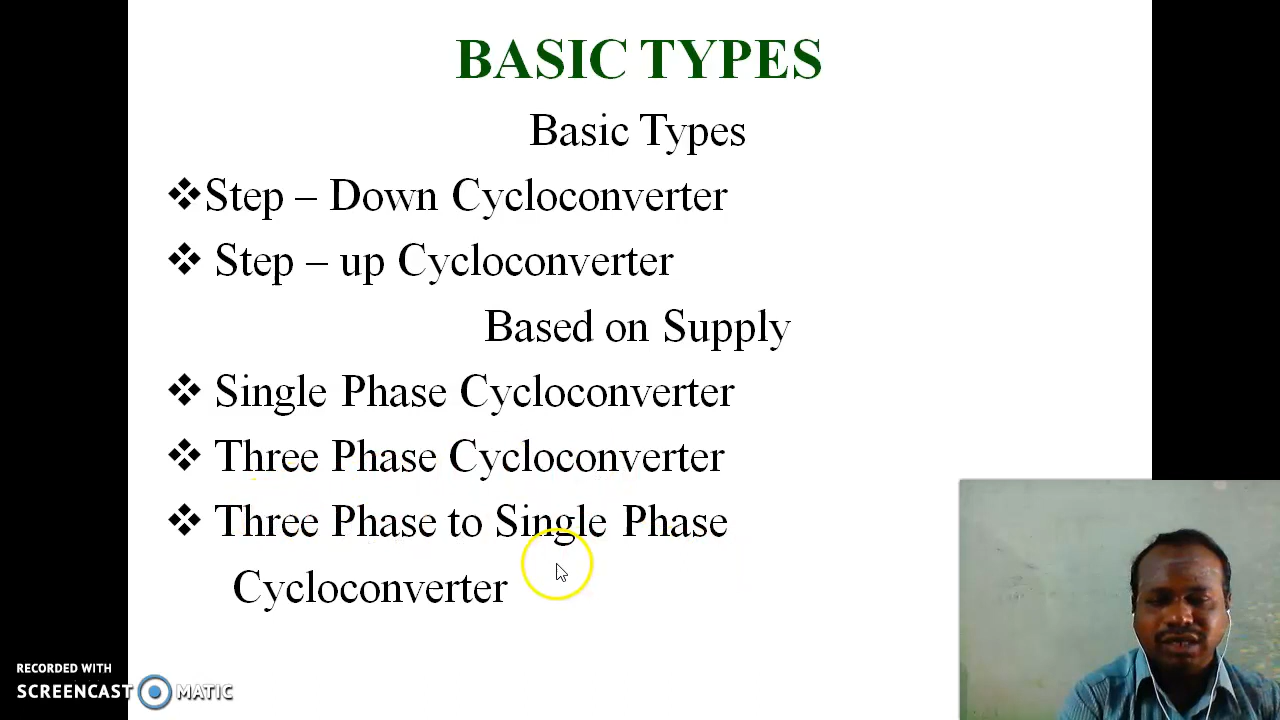 BASIC TYPES
Basic Types
❖Step – Down Cycloconverter
❖ Step – up Cycloconverter
Based on Supply
❖ Single Phase Cycloconverter
❖ Three Phase Cycloconverter
❖ Three Phase to Single Phase
Cycloconverter
RECORDED WITH
SCREENCAST MATIC